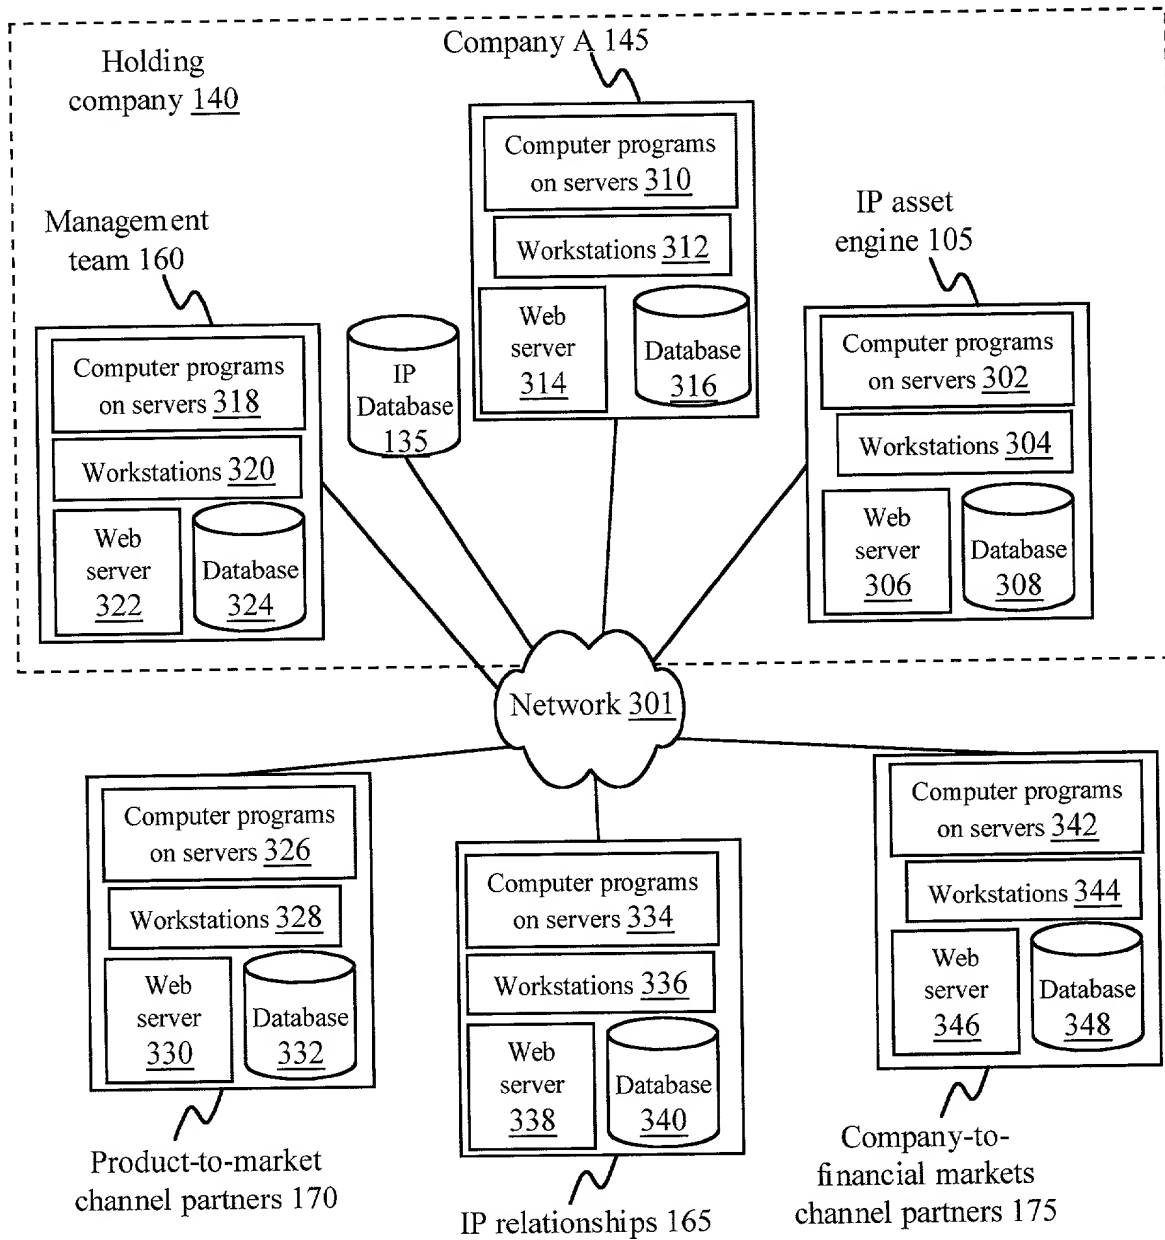 Holding
company 140
Company A 145
Computer programs
on servers 310
Workstations 312
Web
server
314
Database
316
Management
team 160
Computer programs
on servers 318
Workstations 320
Web
server
322
Database
324
IP
Database
135
IP asset
engine 105
Computer programs
on servers 302
Workstations 304
Web
server
306
Database
308
Network 301
Computer programs
on servers 326
Workstations 328
Web
server
330
Database
332
Product-to-market
channel partners 170
Computer programs
on servers 334
Workstations 336
Web
server
338
Database
340
IP relationships 165
Computer programs
on servers 342
Workstations 344
Web
server
346
Database
348
Company-to-
financial markets
channel partners 175